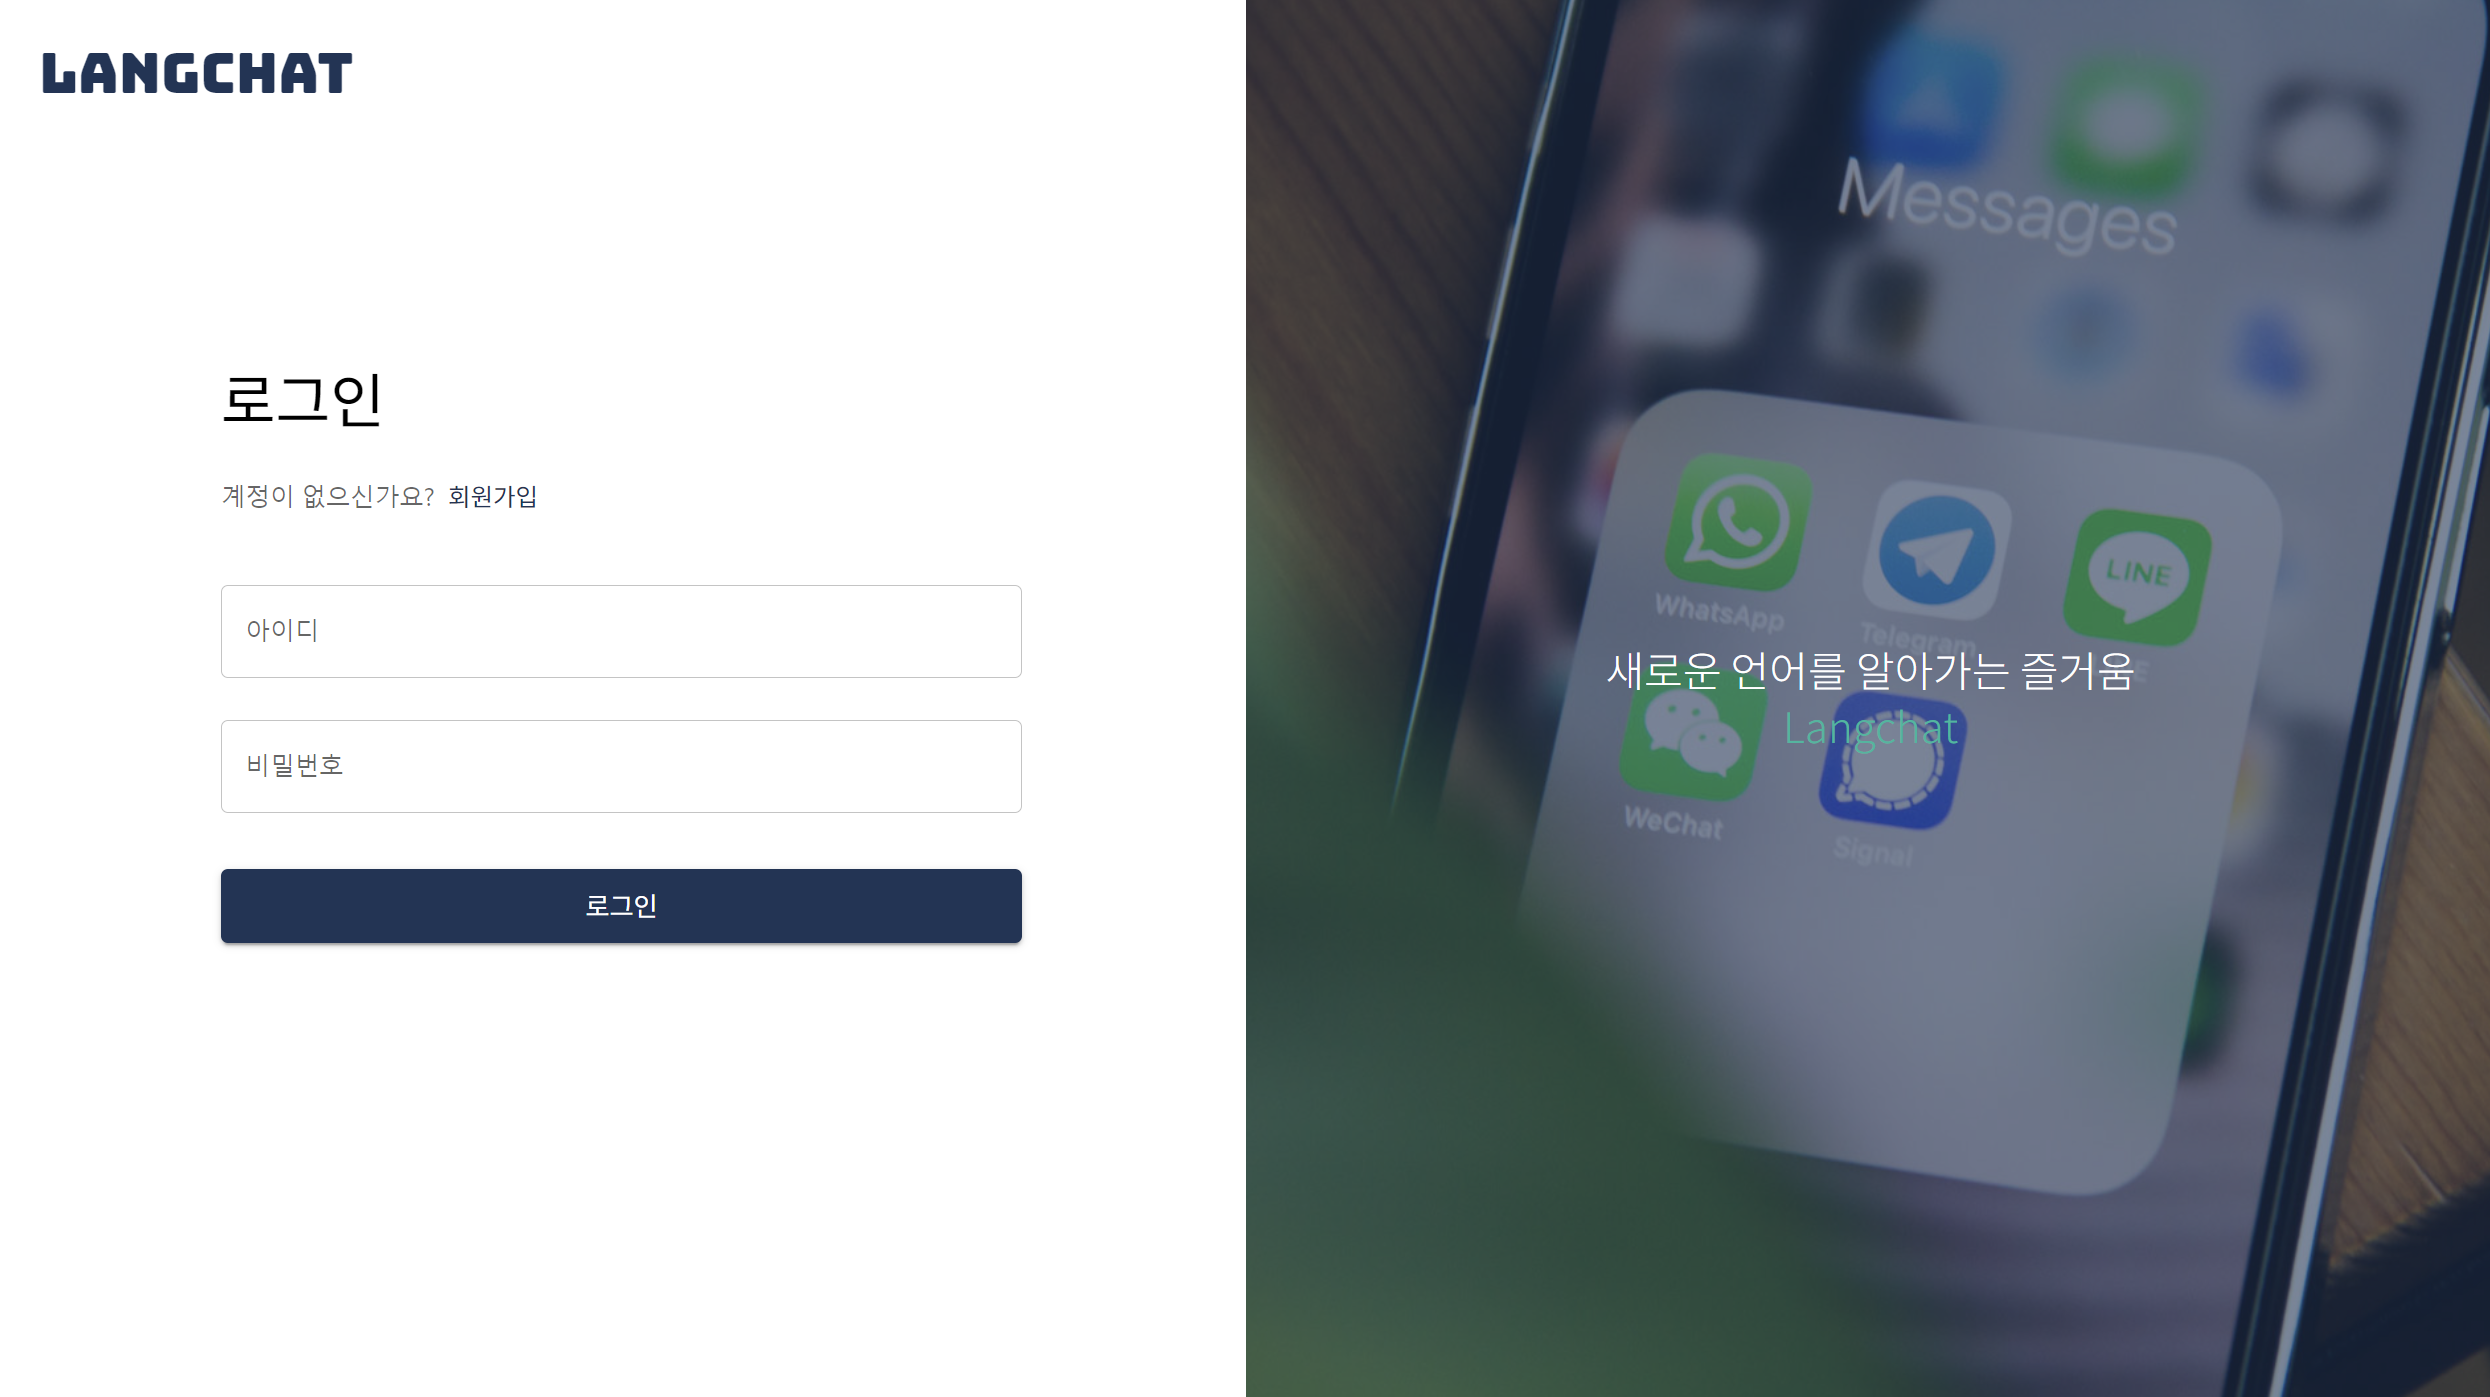 LANGCHAT
로그인
계정이 없으신가요? 회원가입
아이디
비밀번호
로그인
Messages
WhatsApp
Telegram
LINE
새로운 언어를 알아가는 즐거움
Langchat
WeChat
Signal